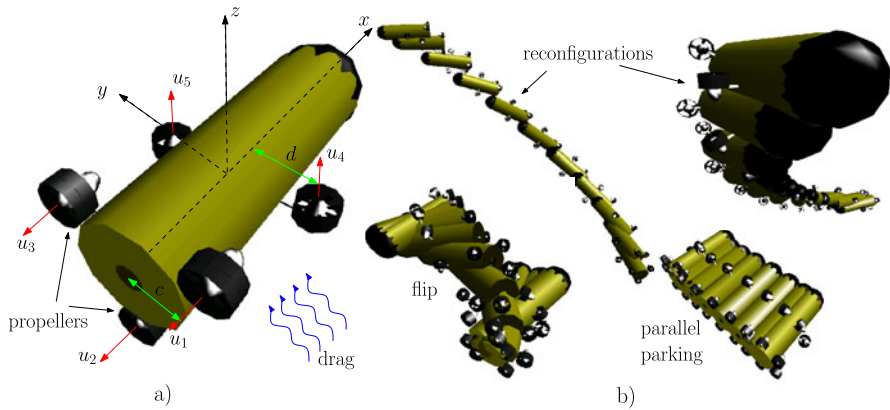 z
x
y
u5
d
u4
u3
c
propellers
u1
u2
drag
a)
reconfigurations
flip
parallel
parking
b)